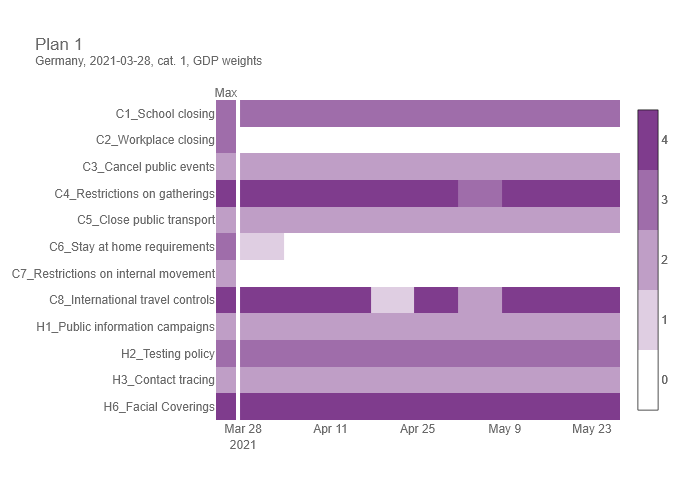 Plan 1
Germany, 2021-03-28, cat. 1, GDP weights
Max
C1_School closing
C2_Workplace closing
C3_Cancel public events
C4_Restrictions on gatherings
C5_Close public transport
C6_Stay at home requirements
C7_Restrictions on internal movement
C8_International travel controls
H1_Public information campaigns
H2_Testing policy
H3_Contact tracing
H6_Facial Coverings
Mar 28 Apr 11 Apr 25 May 9 May 23
2021
4
3
2
1
0